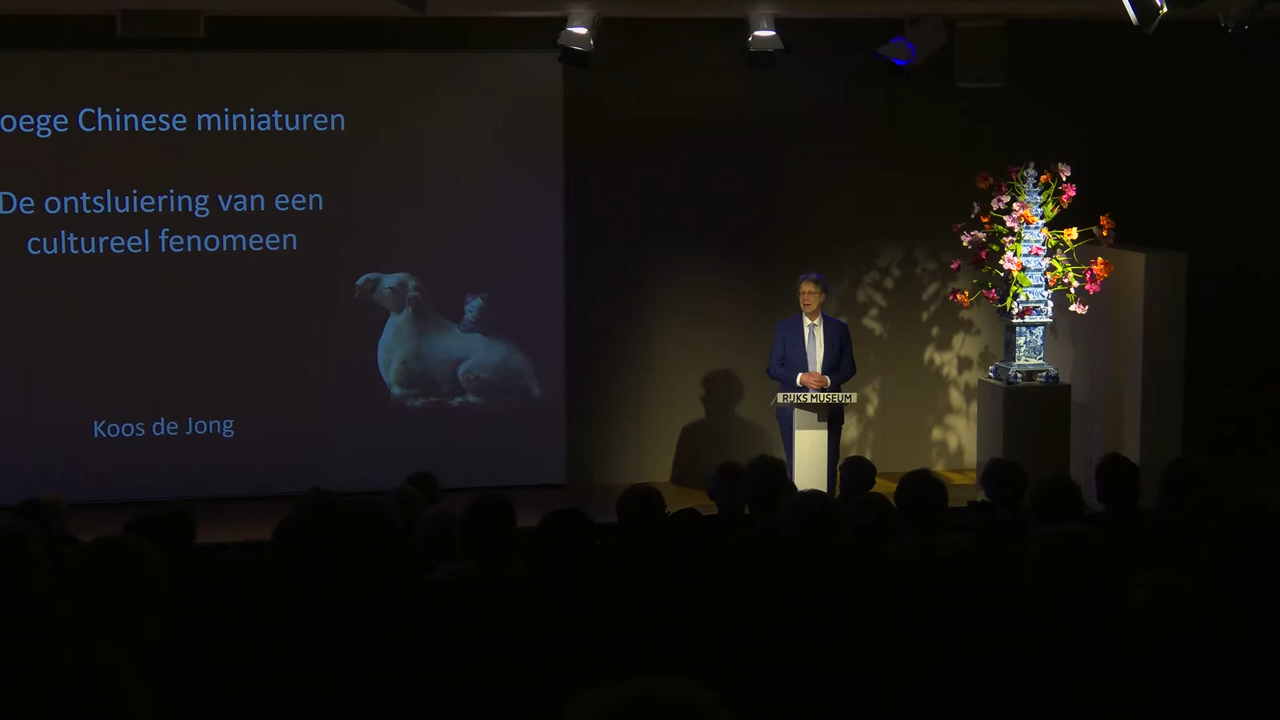 oege Chinese miniaturen
De ontsluiering van een
cultureel fenomeen
Koos de Jong
RIJKS MUSEUM